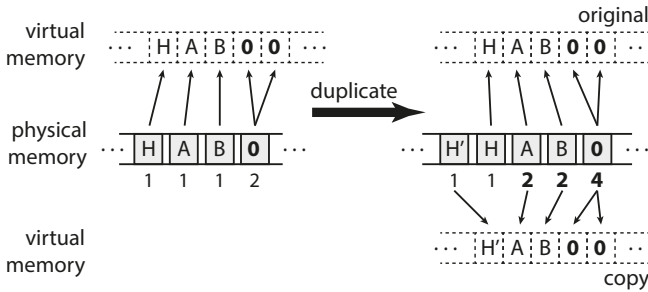 original
virtual memory
··· H A B 0 0 ···
··· H A B 0 0 ··
duplicate
physical memory
··· H A B 0 ···
··· H' H A B 0 ···
1 1 1 2
1 1 2 2 4
virtual memory
··· H' A B 0 0 ··
copy